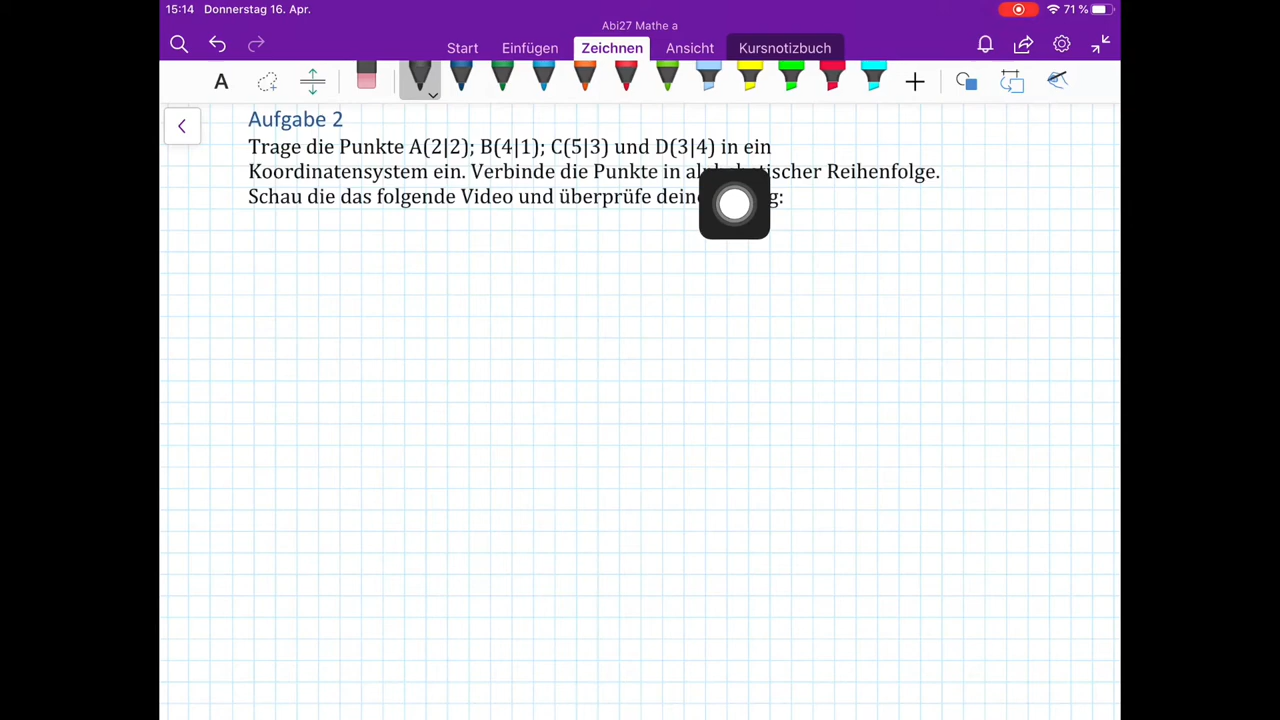 15:14 Donnerstag 16. Apr. 71 %
Abi27 Mathe a
Start Einfügen Zeichnen Ansicht Kursnotizbuch
A
Aufgabe 2
Trage die Punkte A(2|2); B(4|1); C(5|3) und D(3|4) in ein
Koordinatensystem ein. Verbinde die Punkte in alphabetischer Reihenfolge.
Schau die das folgende Video und überprüfe